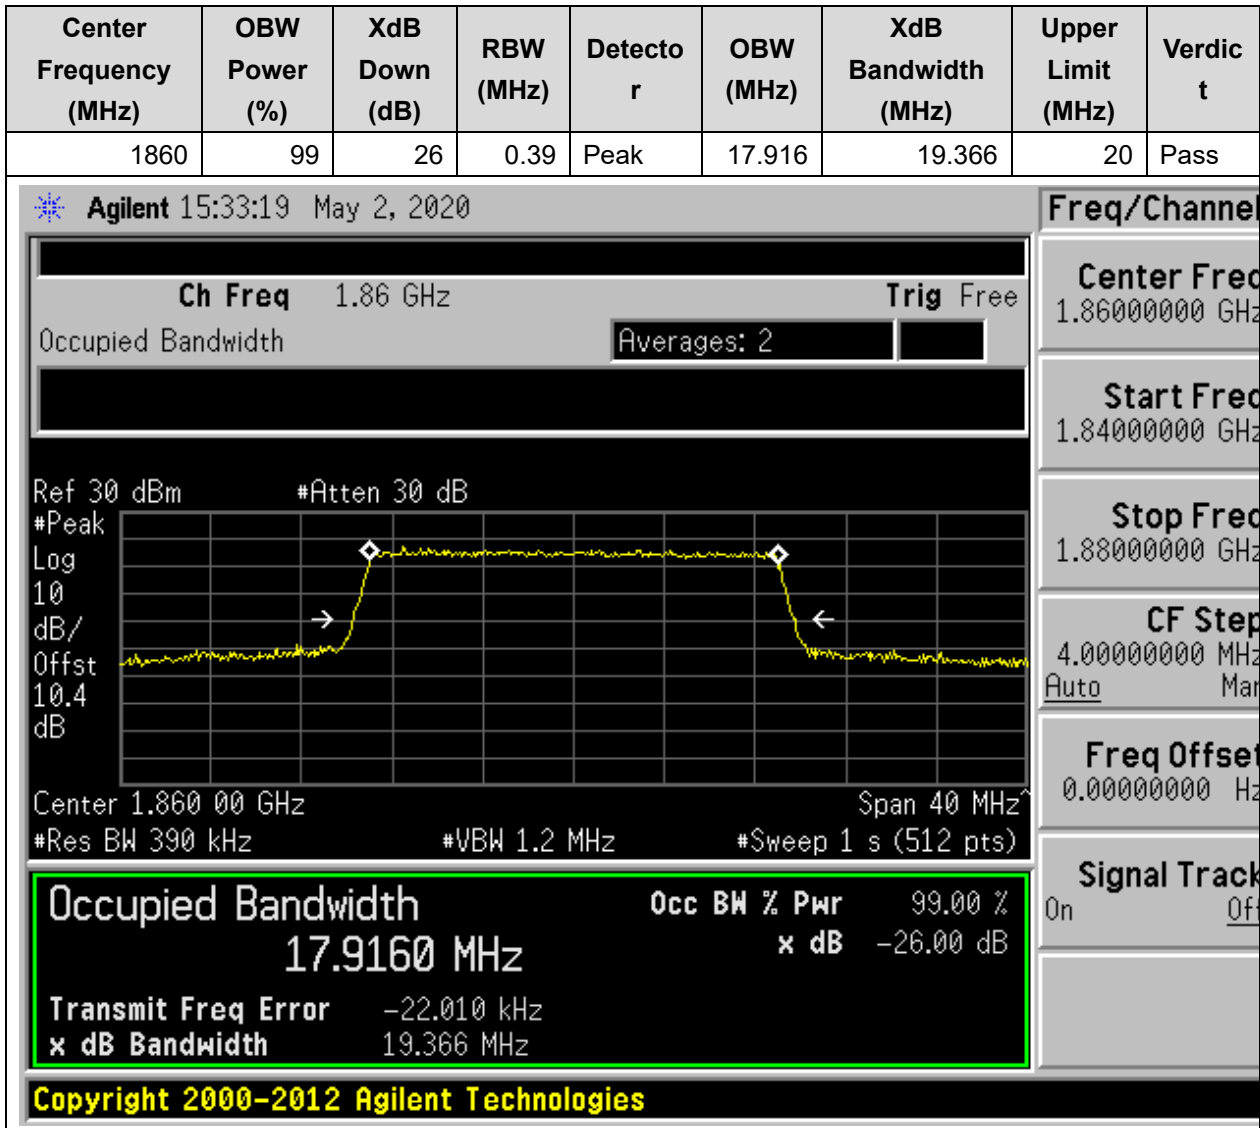 Center Frequency (MHz) OBW Power (%) XdB Down (dB) RBW (MHz) Detecto r OBW (MHz) XdB Bandwidth (MHz) Upper Limit (MHz) Verdic t
1860 99 26 0.39 Peak 17.916 19.366 20 Pass
Agilent 15:33:19 May 2, 2020
Ch Freq 1.86 GHz Trig Free
Occupied Bandwidth Averages: 2
Ref 30 dBm #Atten 30 dB
#Peak
Log
10
dB/
Offst
10.4
dB
Center 1.860 00 GHz Span 40 MHz^
#Res BW 390 kHz #VBW 1.2 MHz #Sweep 1 s (512 pts)
Occupied Bandwidth Occ BW % Pwr 99.00 %
17.9160 MHz x dB -26.00 dB
Transmit Freq Error -22.010 kHz
x dB Bandwidth 19.366 MHz
Copyright 2000-2012 Agilent Technologies
Freq/Channel
Center Freq
1.86000000 GHz
Start Freq
1.84000000 GHz
Stop Freq
1.88000000 GHz
CF Step
4.00000000 MHz
Auto Man
Freq Offset
0.00000000 Hz
Signal Track
On Off